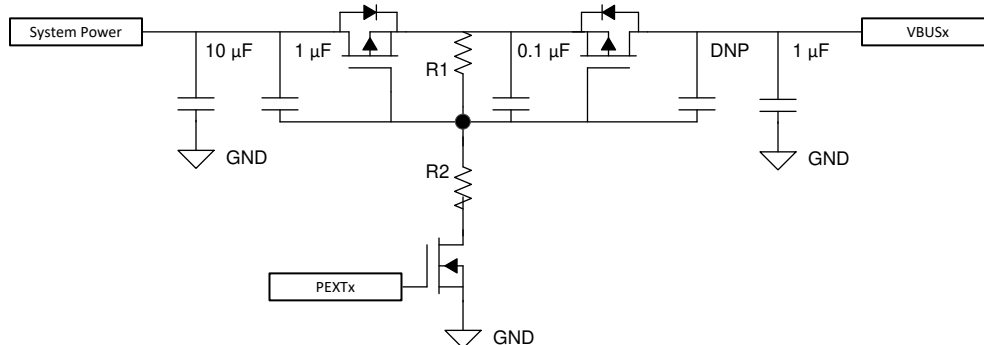 System Power
10 µF
1 µF
R1
0.1 µF
DNP
1 µF
VBUSx
GND
R2
GND
PEXTx
GND